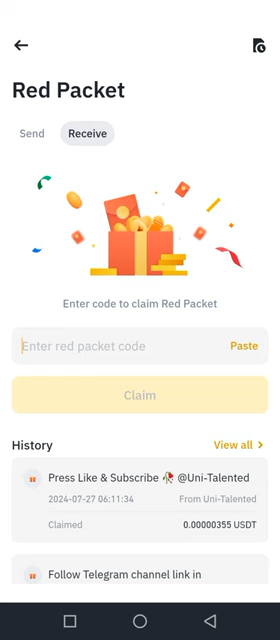 Red Packet
Send
Receive
Enter code to claim Red Packet
Enter red packet code
Paste
Claim
History
View all
Press Like & Subscribe 🥀 @Uni-Talented
2024-07-27 06:11:34
From Uni-Talented
Claimed
0.00000355 USDT
Follow Telegram channel link in